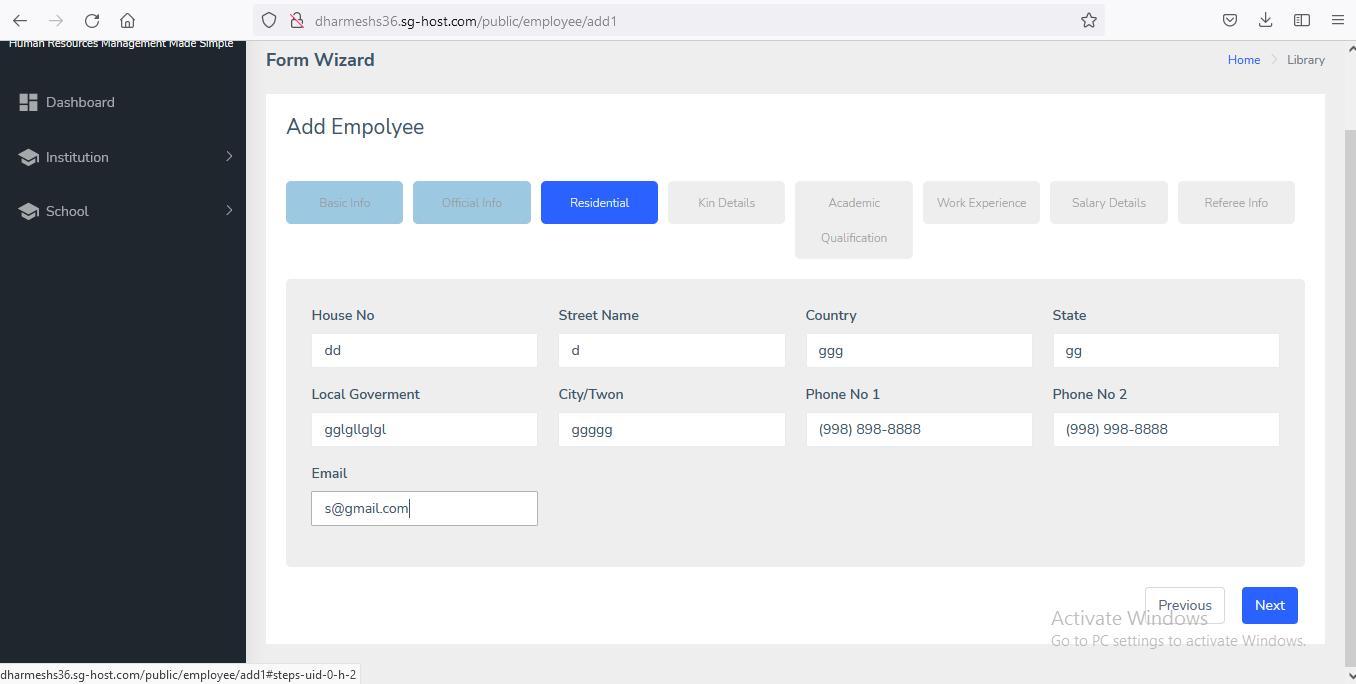 dharmeshs36.sg-host.com/public/employee/add1
Human Resources Management Made Simple
Form Wizard
Home
Library
Dashboard
Institution
School
Add Empolyee
Basic Info
Official Info
Residential
Kin Details
Academic
Qualification
Work Experience
Salary Details
Referee Info
House No
Street Name
Country
State
dd
d
ggg
gg
Local Goverment
City/Twon
Phone No 1
Phone No 2
gglgllglgl
ggggg
(998) 898-8888
(998) 998-8888
Email
s@gmail.com
Previous
Next
Activate Windows
Go to PC settings to activate Windows.
dharmeshs36.sg-host.com/public/employee/add1#steps-uid-0-h-2